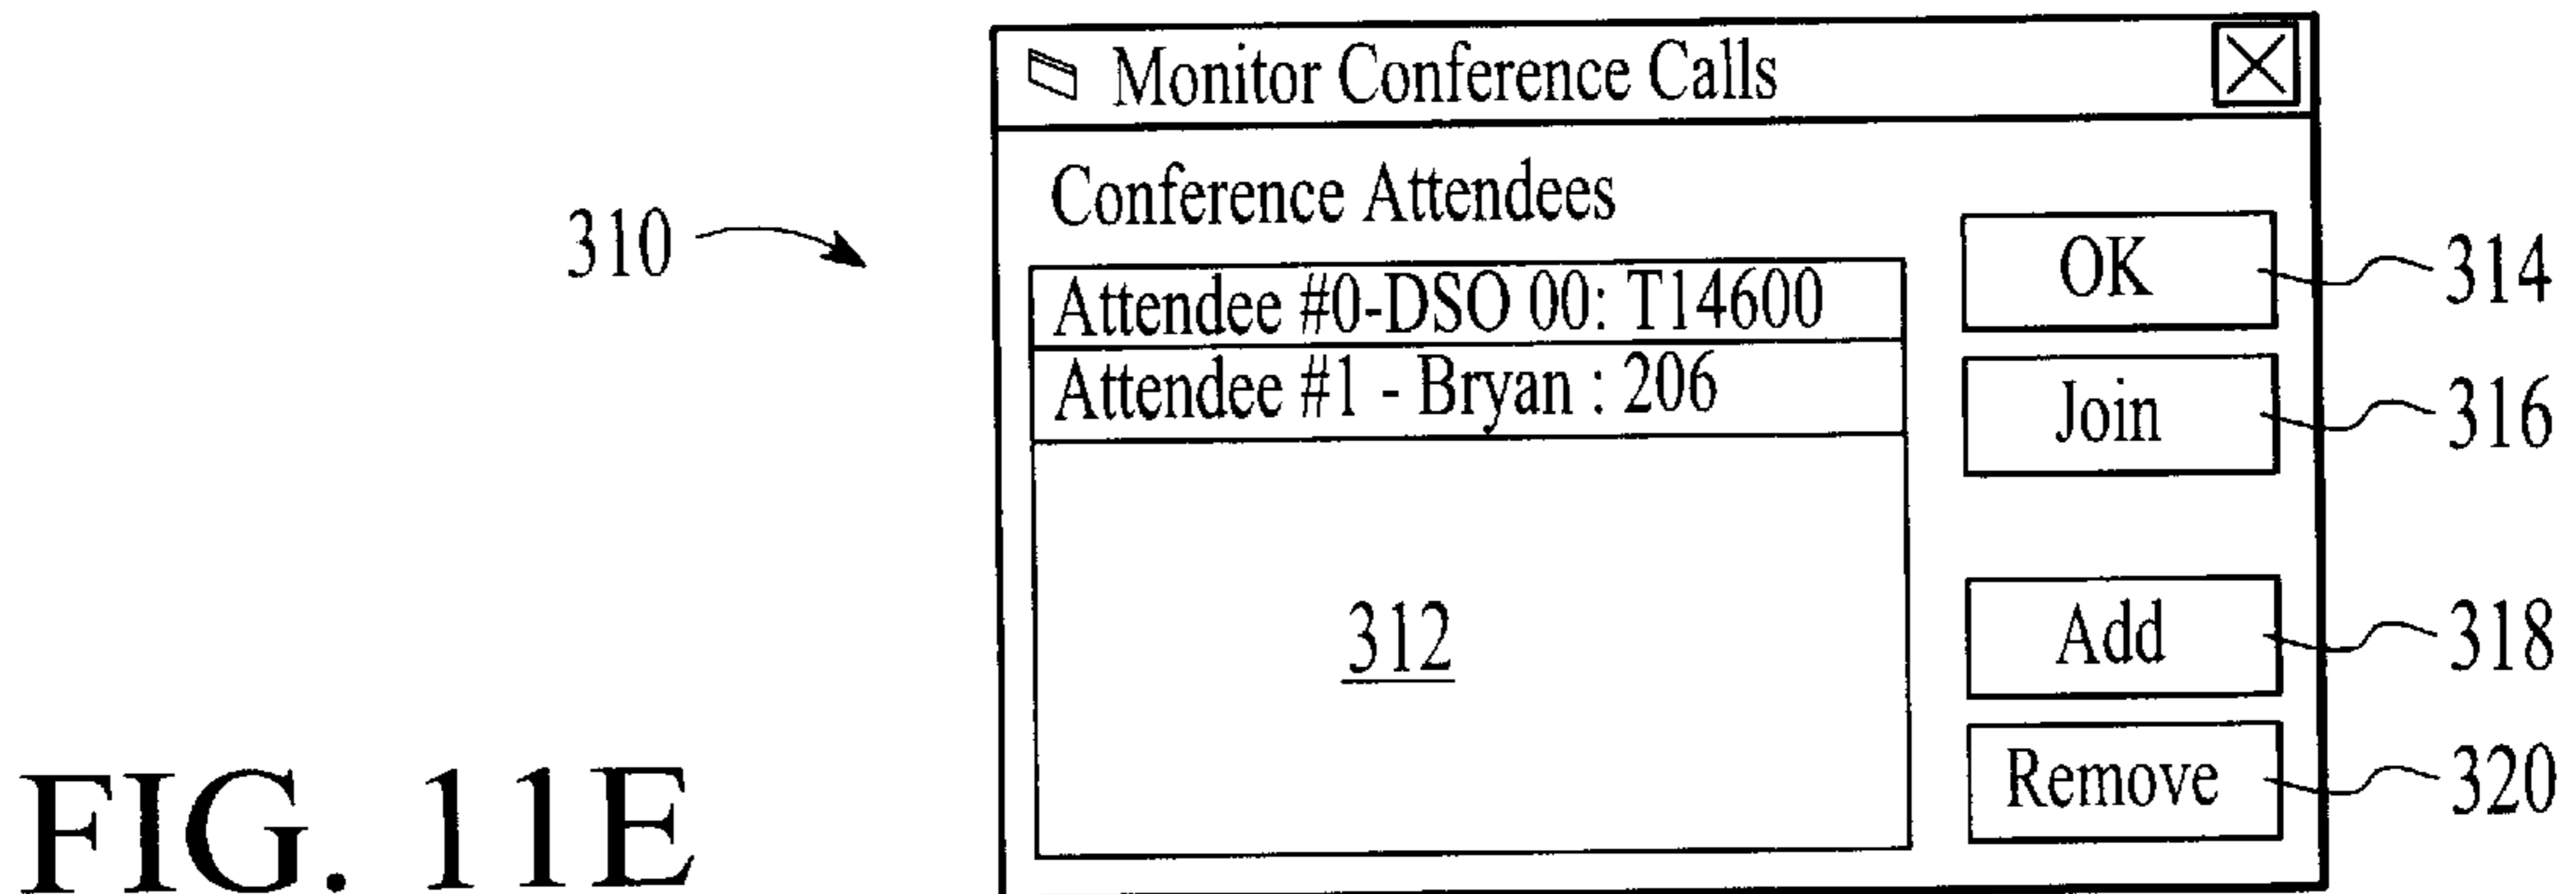 Monitor Conference Calls
Conference Attendees
310
OK
314
Attendee #0-DSO 00: T14600
Attendee #1 - Bryan : 206
Join
316
312
Add
318
Remove
320
FIG. 11E